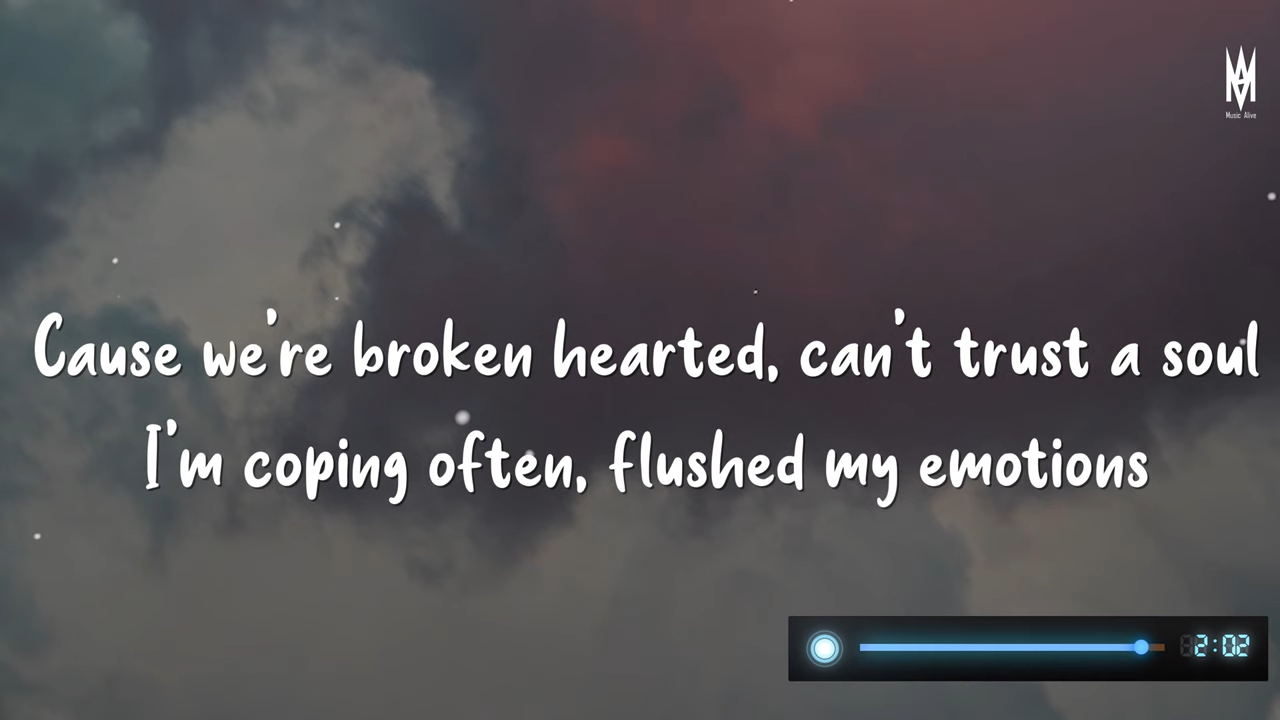 Music Alive
Cause we're broken hearted, can't trust a soul
I'm coping often, flushed my emotions
2:02